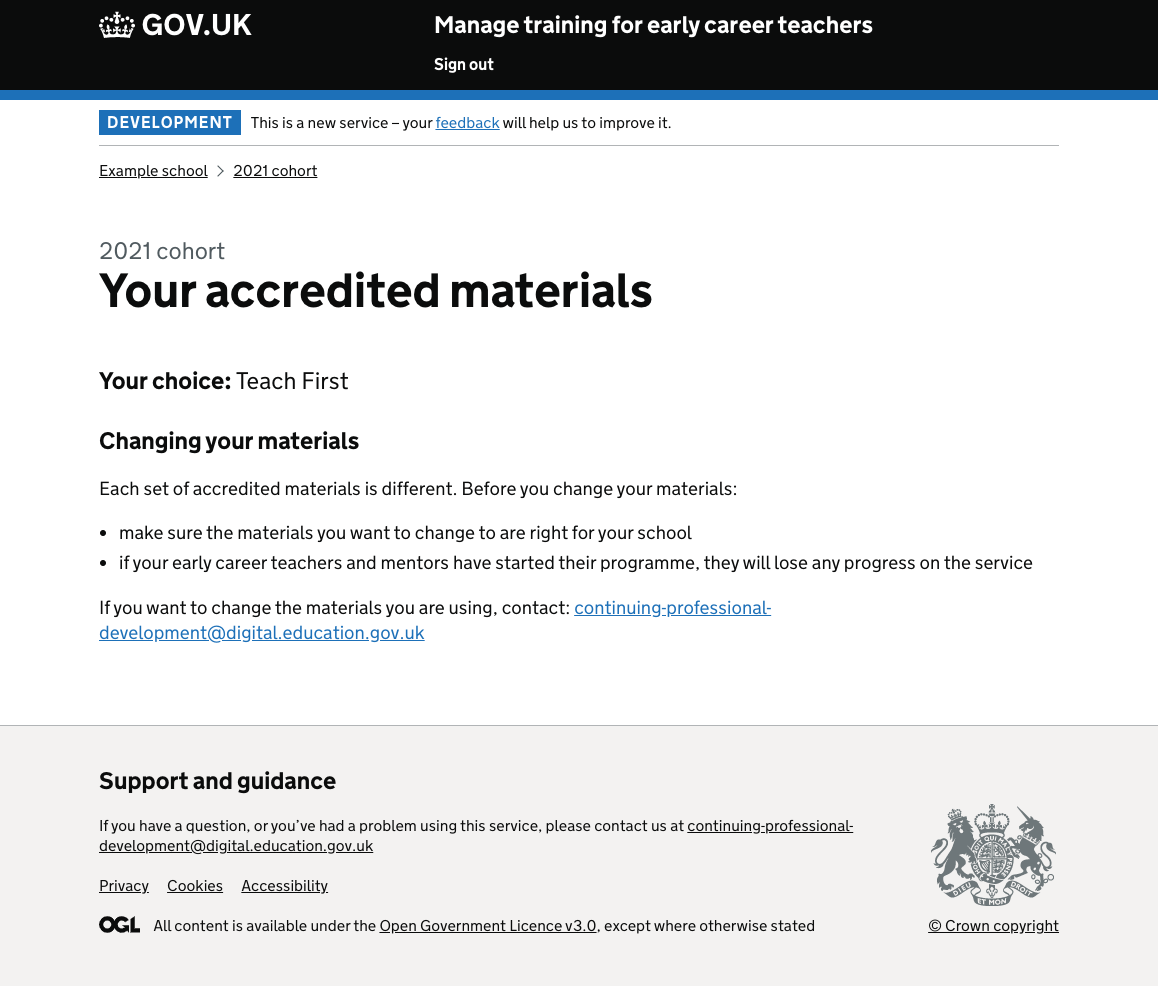 GOV.UK
Manage training for early career teachers
Sign out
DEVELOPMENT This is a new service – your feedback will help us to improve it.
Example school 2021 cohort
2021 cohort
Your accredited materials
Your choice: Teach First
Changing your materials
Each set of accredited materials is different. Before you change your materials:
• make sure the materials you want to change to are right for your school
• if your early career teachers and mentors have started their programme, they will lose any progress on the service
If you want to change the materials you are using, contact: continuing-professional-
development@digital.education.gov.uk
Support and guidance
If you have a question, or you’ve had a problem using this service, please contact us at continuing-professional-
development@digital.education.gov.uk
Privacy Cookies Accessibility
OGL All content is available under the Open Government Licence v3.0, except where otherwise stated
DIEU ET MON DROIT
© Crown copyright